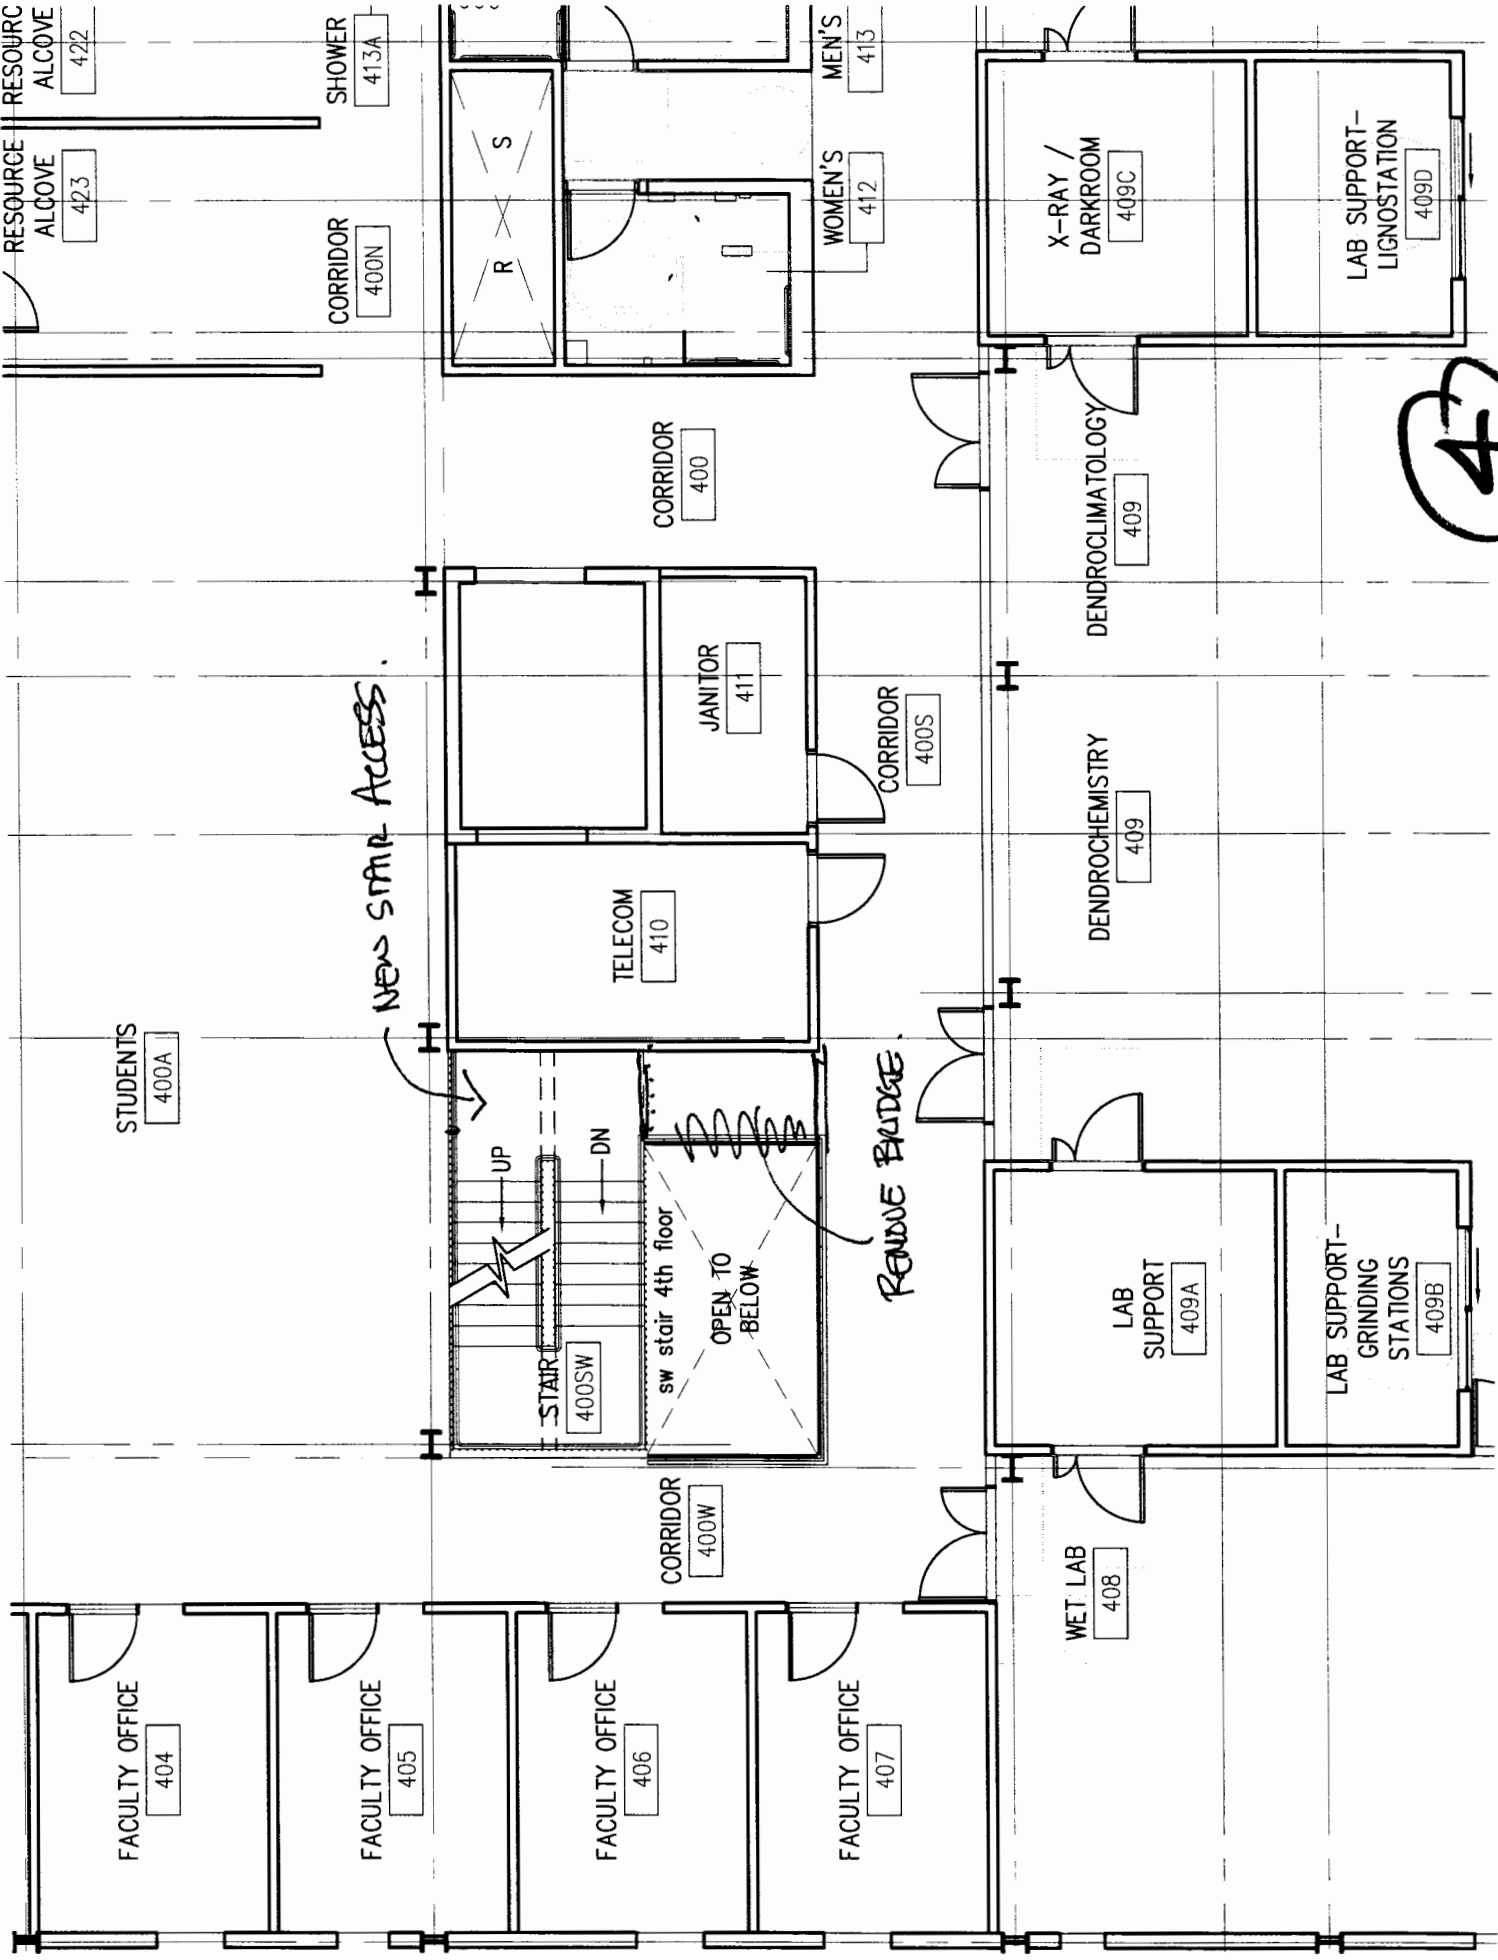 RESOURC
ALCOVE
422
RESOURCE
ALCOVE
423
SHOWER
413A
CORRIDOR
400N
S
R
MEN'S
413
WOMEN'S
412
X-RAY /
DARKROOM
409C
LAB SUPPORT-
LIGNOSTATION
409D
CORRIDOR
400
DENDROCLIMATOLOGY
409
4
NEW STAIR ACCESS.
JANITOR
411
CORRIDOR
400S
DENDROCHEMISTRY
409
TELECOM
410
STUDENTS
400A
UP
DN
REMOVE BRIDGE.
sw stair 4th floor
OPEN TO
BELOW
STAIR
400SW
LAB
SUPPORT
409A
LAB SUPPORT-
GRINDING
STATIONS
409B
CORRIDOR
400W
WET LAB
408
FACULTY OFFICE
404
FACULTY OFFICE
405
FACULTY OFFICE
406
FACULTY OFFICE
407